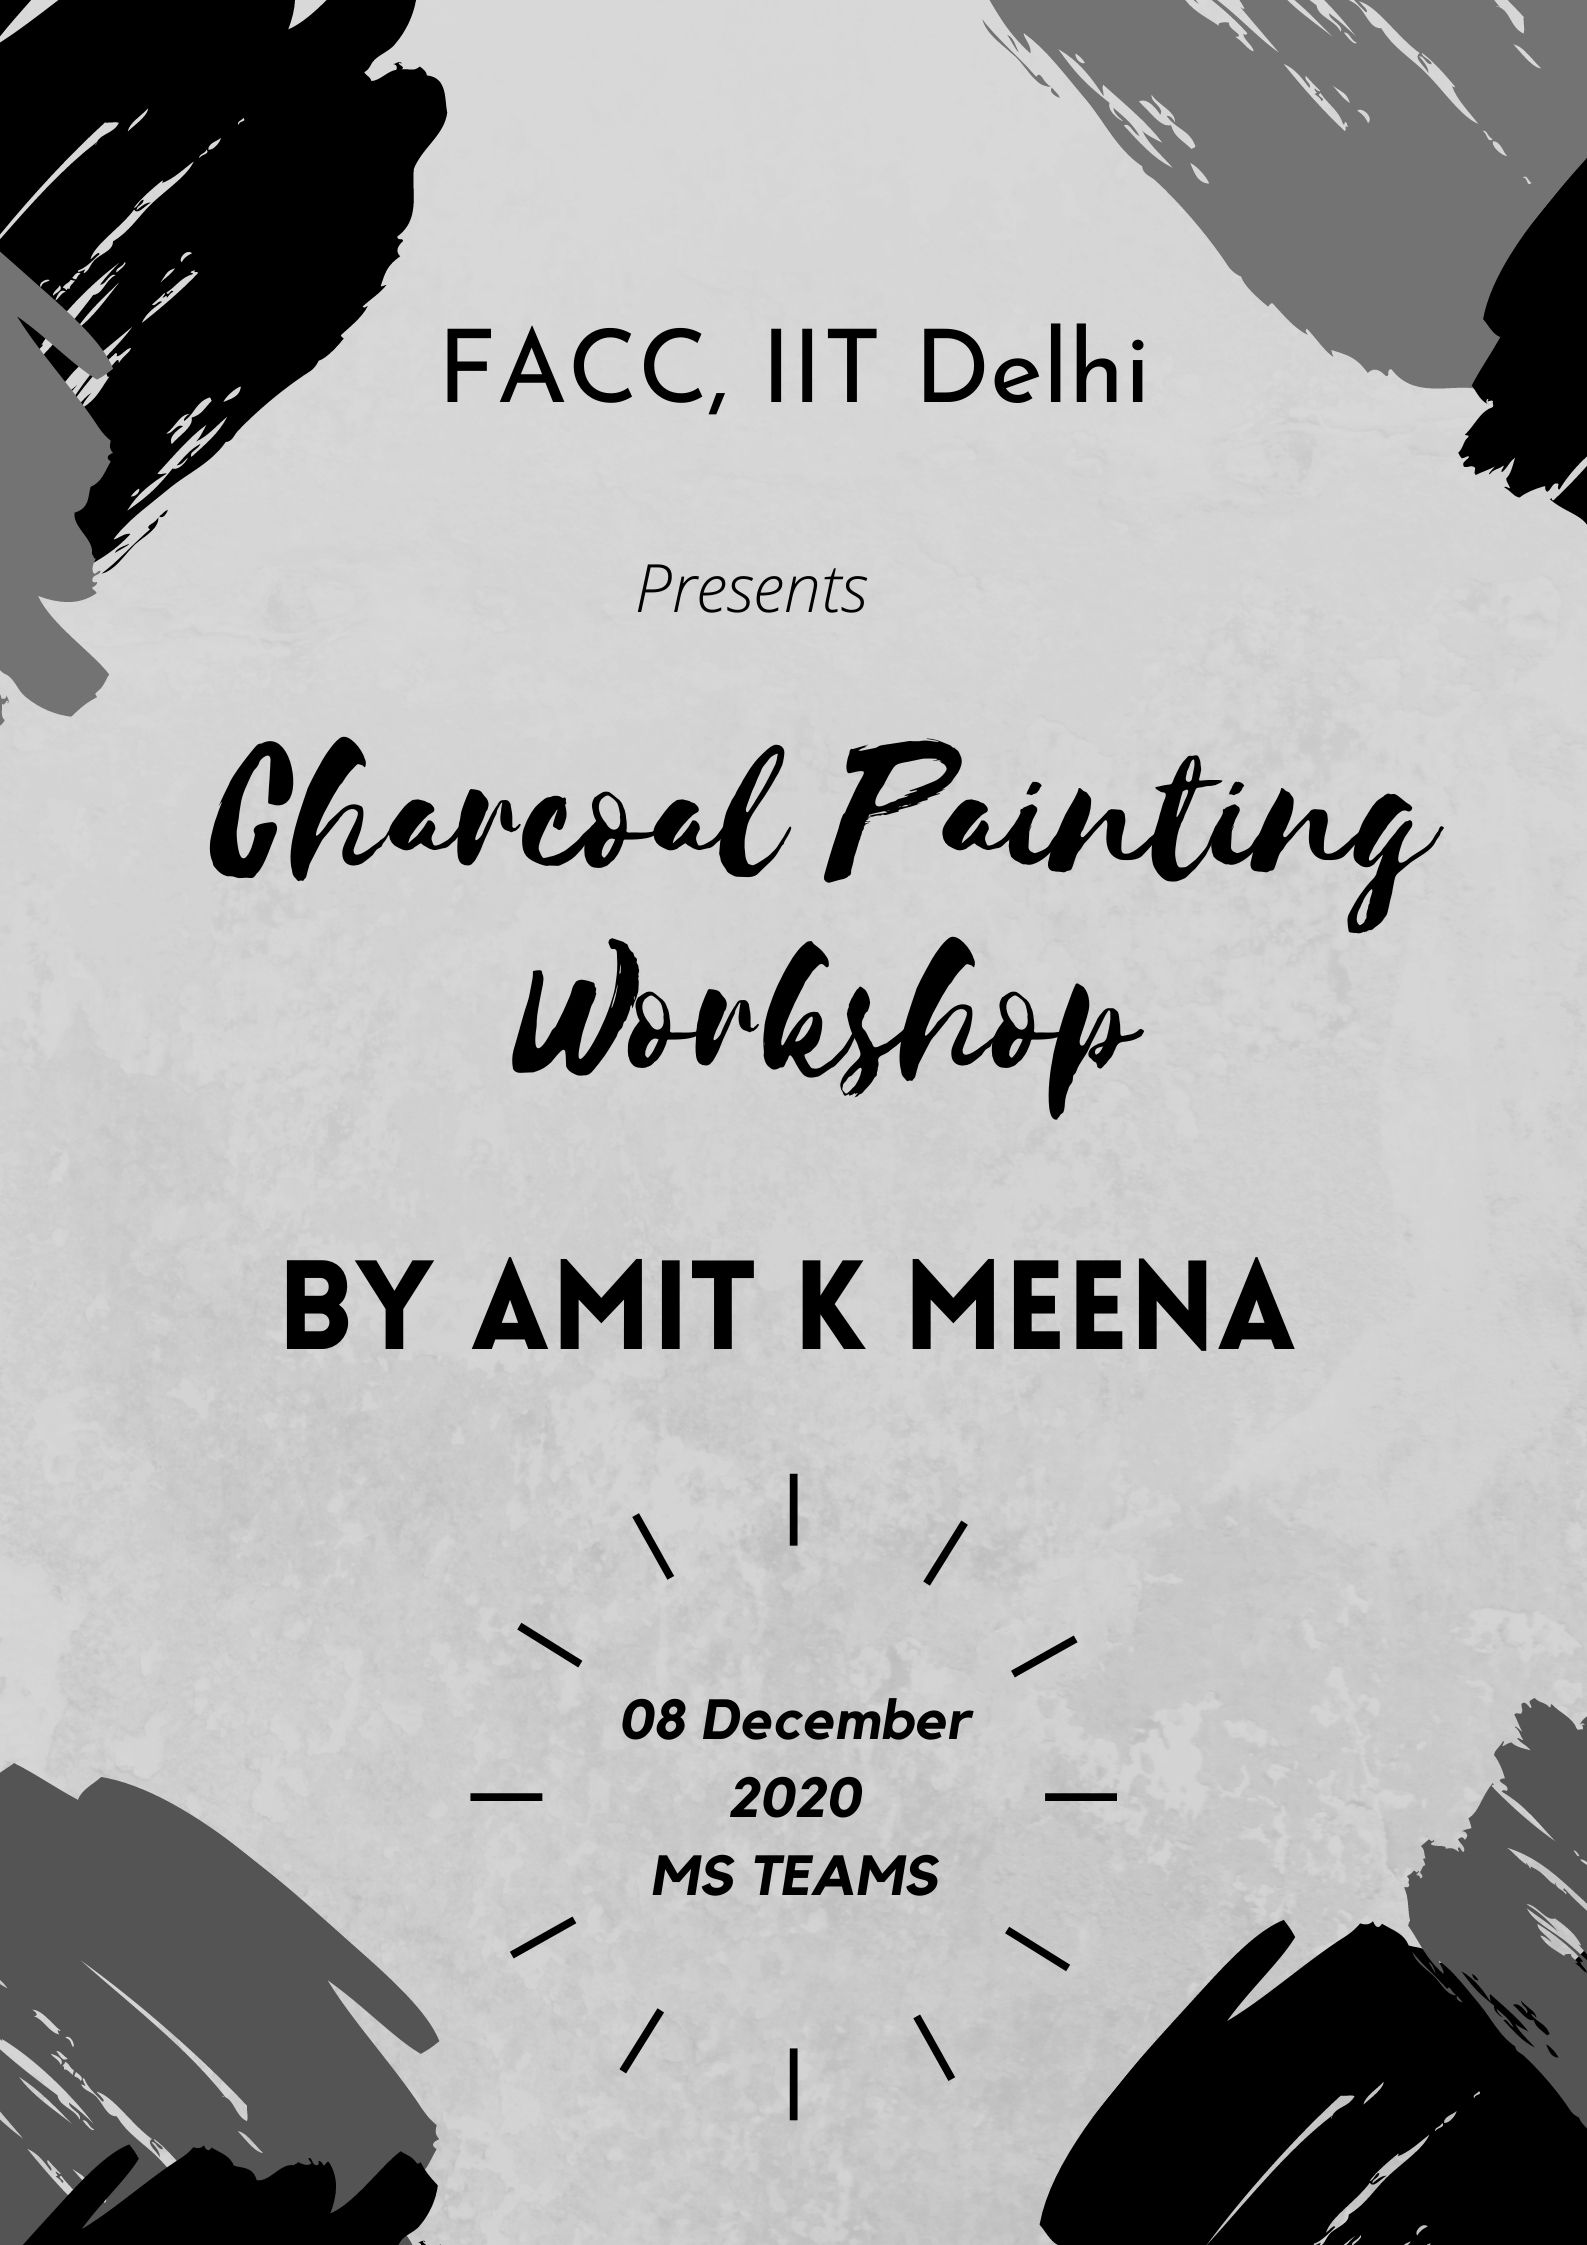 FACC, IIT Delhi
Presents
Charcoal Painting
Workshop
BY AMIT K MEENA
08 December
2020
MS TEAMS